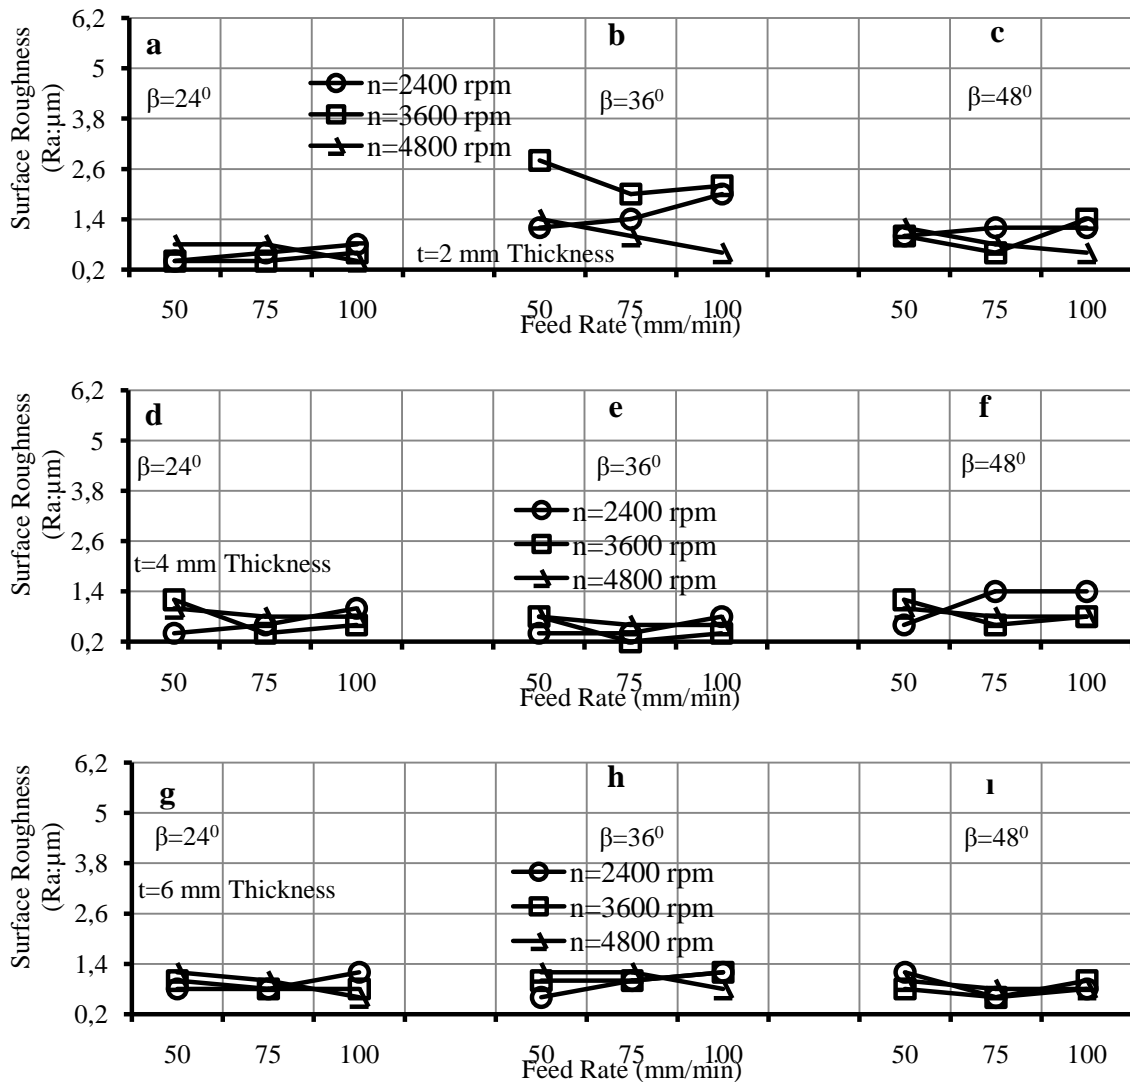 6,2
5
3,8
2,6
1,4
0,2
Surface Roughness
(Ra:µm)
a
b
c
β=24⁰
β=36⁰
β=48⁰
n=2400 rpm
n=3600 rpm
n=4800 rpm
t=2 mm Thickness
50 75 100 50 75 100 50 75 100
Feed Rate (mm/min)
6,2
5
3,8
2,6
1,4
0,2
Surface Roughness
(Ra:µm)
d
e
f
β=24⁰
β=36⁰
β=48⁰
n=2400 rpm
n=3600 rpm
n=4800 rpm
t=4 mm Thickness
50 75 100 50 75 100 50 75 100
Feed Rate (mm/min)
6,2
5
3,8
2,6
1,4
0,2
Surface Roughness
(Ra:µm)
g
h
ı
β=24⁰
β=36⁰
β=48⁰
n=2400 rpm
n=3600 rpm
n=4800 rpm
t=6 mm Thickness
50 75 100 50 75 100 50 75 100
Feed Rate (mm/min)